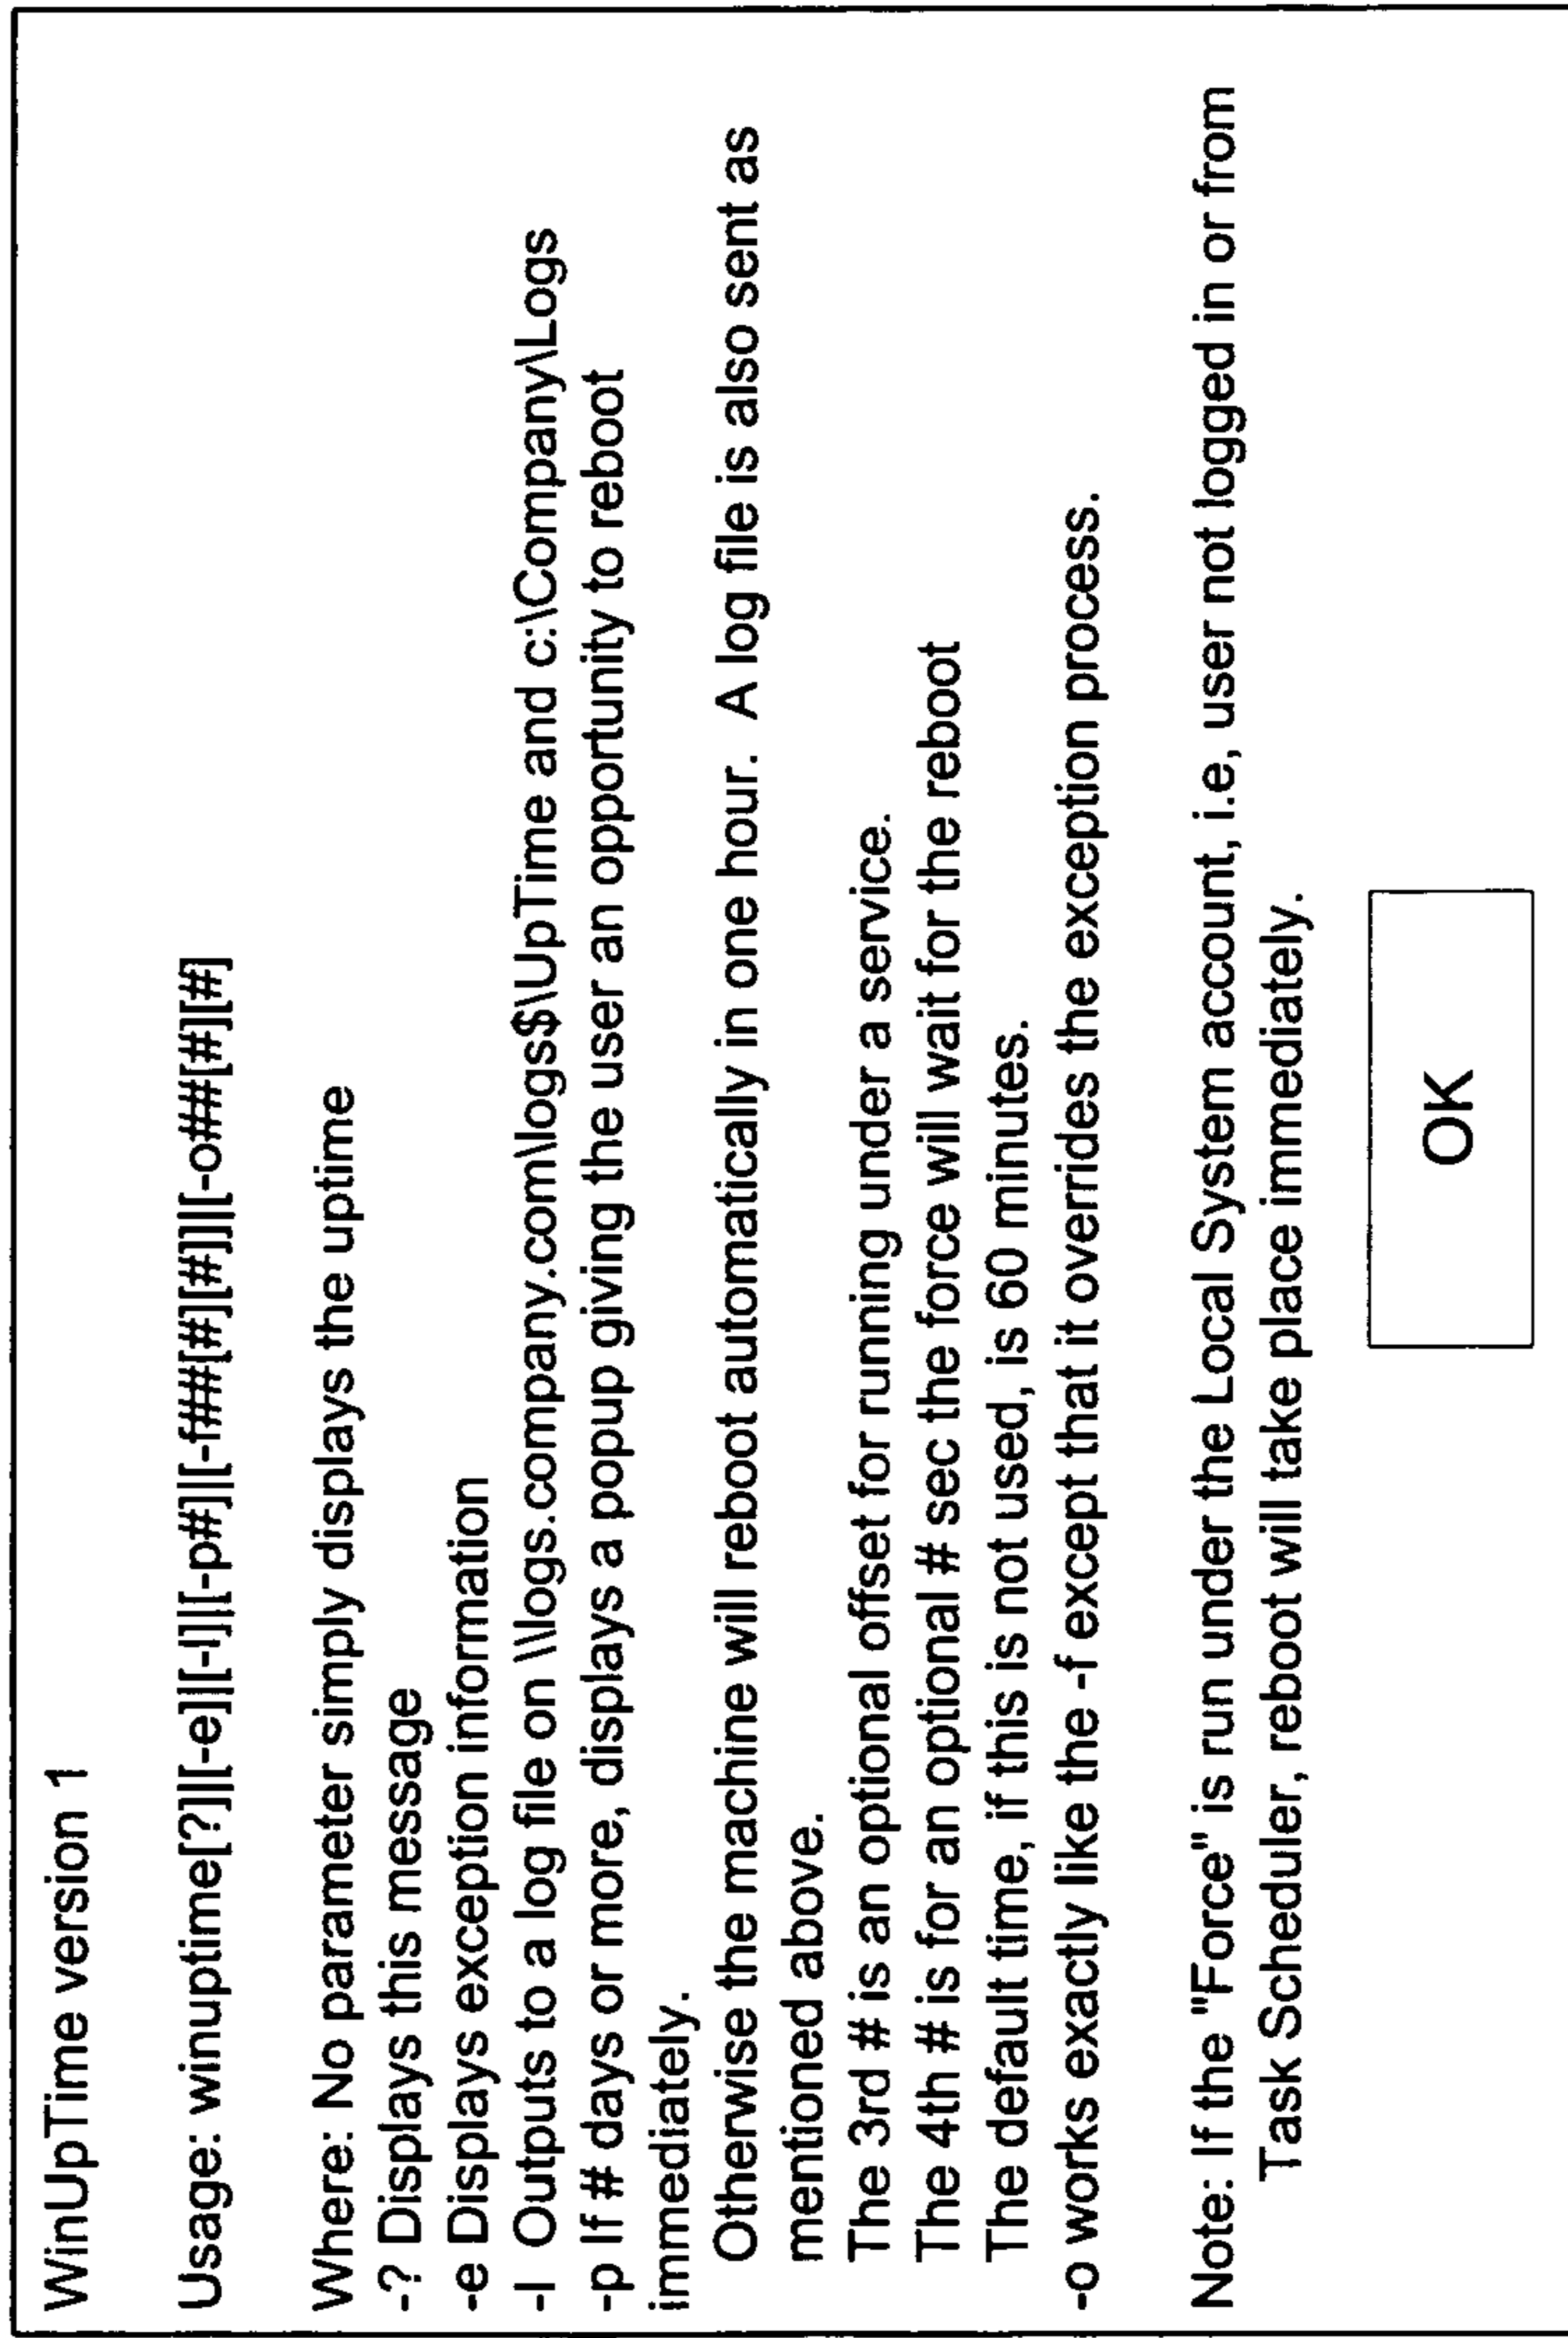 WinUpTime version 1
Usage: winuptime[?]|[-e]|[-l]|[-p#]|[-f##[#][#]]|[-o##[#][#]
Where: No parameter simply displays the uptime
-? Displays this message
-e Displays exception information
-l Outputs to a log file on \\logs.company.com\logs$\UpTime and c:\Company\Logs
-p If # days or more, displays a popup giving the user an opportunity to reboot
immediately.
Otherwise the machine will reboot automatically in one hour. A log file is also sent as
mentioned above.
The 3rd # is an optional offset for running under a service.
The 4th # is for an optional # sec the force will wait for the reboot
The default time, if this is not used, is 60 minutes.
-o works exactly like the -f except that it overrides the exception process.
Note: If the "Force" is run under the Local System account, i.e, user not logged in or from
Task Scheduler, reboot will take place immediately.
OK